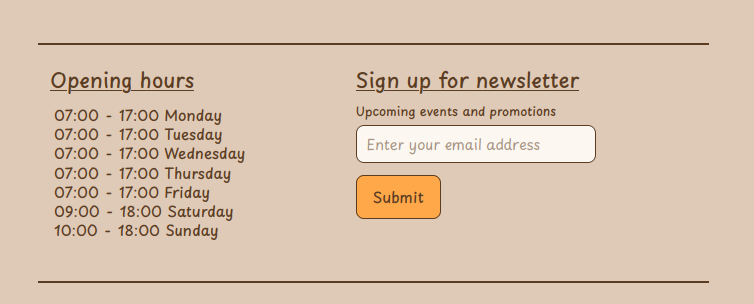 Opening hours
07:00 - 17:00 Monday
07:00 - 17:00 Tuesday
07:00 - 17:00 Wednesday
07:00 - 17:00 Thursday
07:00 - 17:00 Friday
09:00 - 18:00 Saturday
10:00 - 18:00 Sunday
Sign up for newsletter
Upcoming events and promotions
Enter your email address
Submit